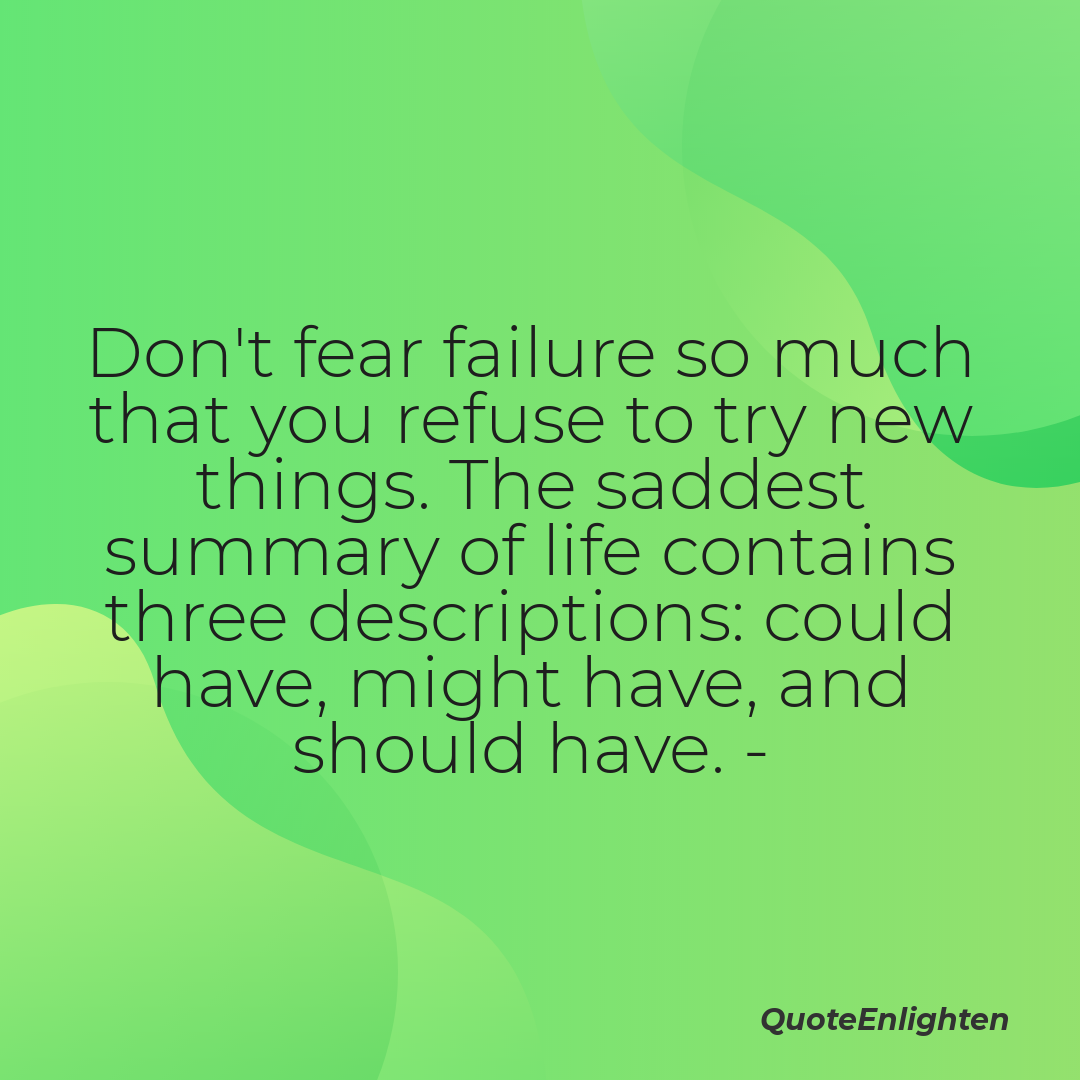 Don't fear failure so much
that you refuse to try new
things. The saddest
summary of life contains
three descriptions: could
have, might have, and
should have. -
QuoteEnlighten